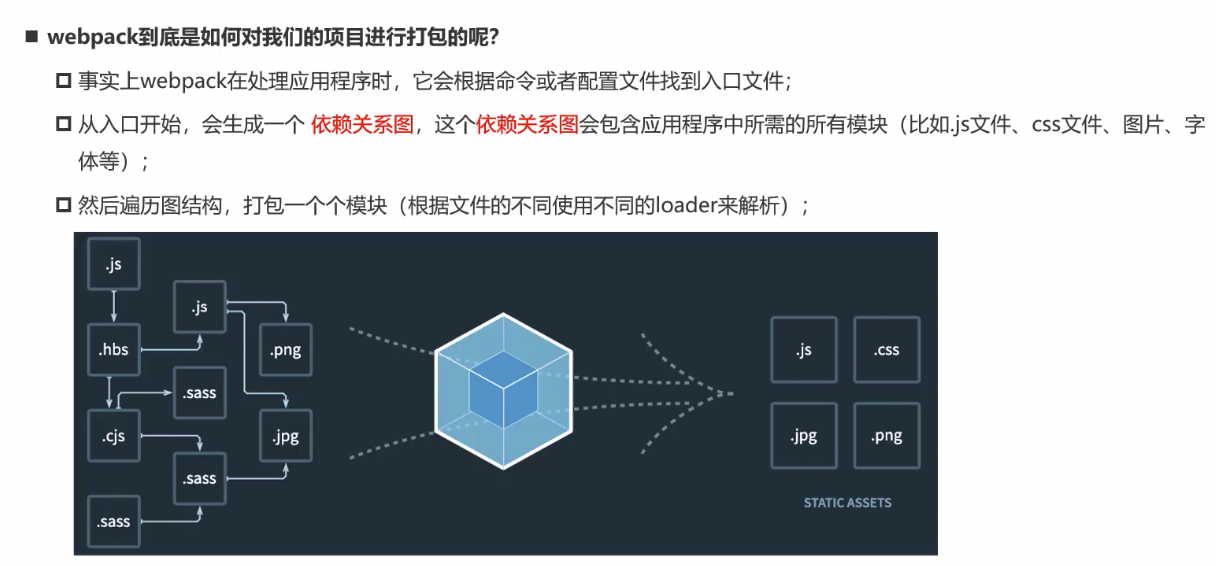 webpack到底是如何对我们的项目进行打包的呢?
事实上webpack在处理应用程序时，它会根据命令或者配置文件找到入口文件；
从入口开始，会生成一个 依赖关系图，这个依赖关系图会包含应用程序中所需的所有模块（比如.js文件、css文件、图片、字
体等）；
然后遍历图结构，打包一个个模块（根据文件的不同使用不同的loader来解析）；
.js
.js
.hbs
.png
.sass
.cjs
.jpg
.sass
.sass
.js
.css
.jpg
.png
STATIC ASSETS